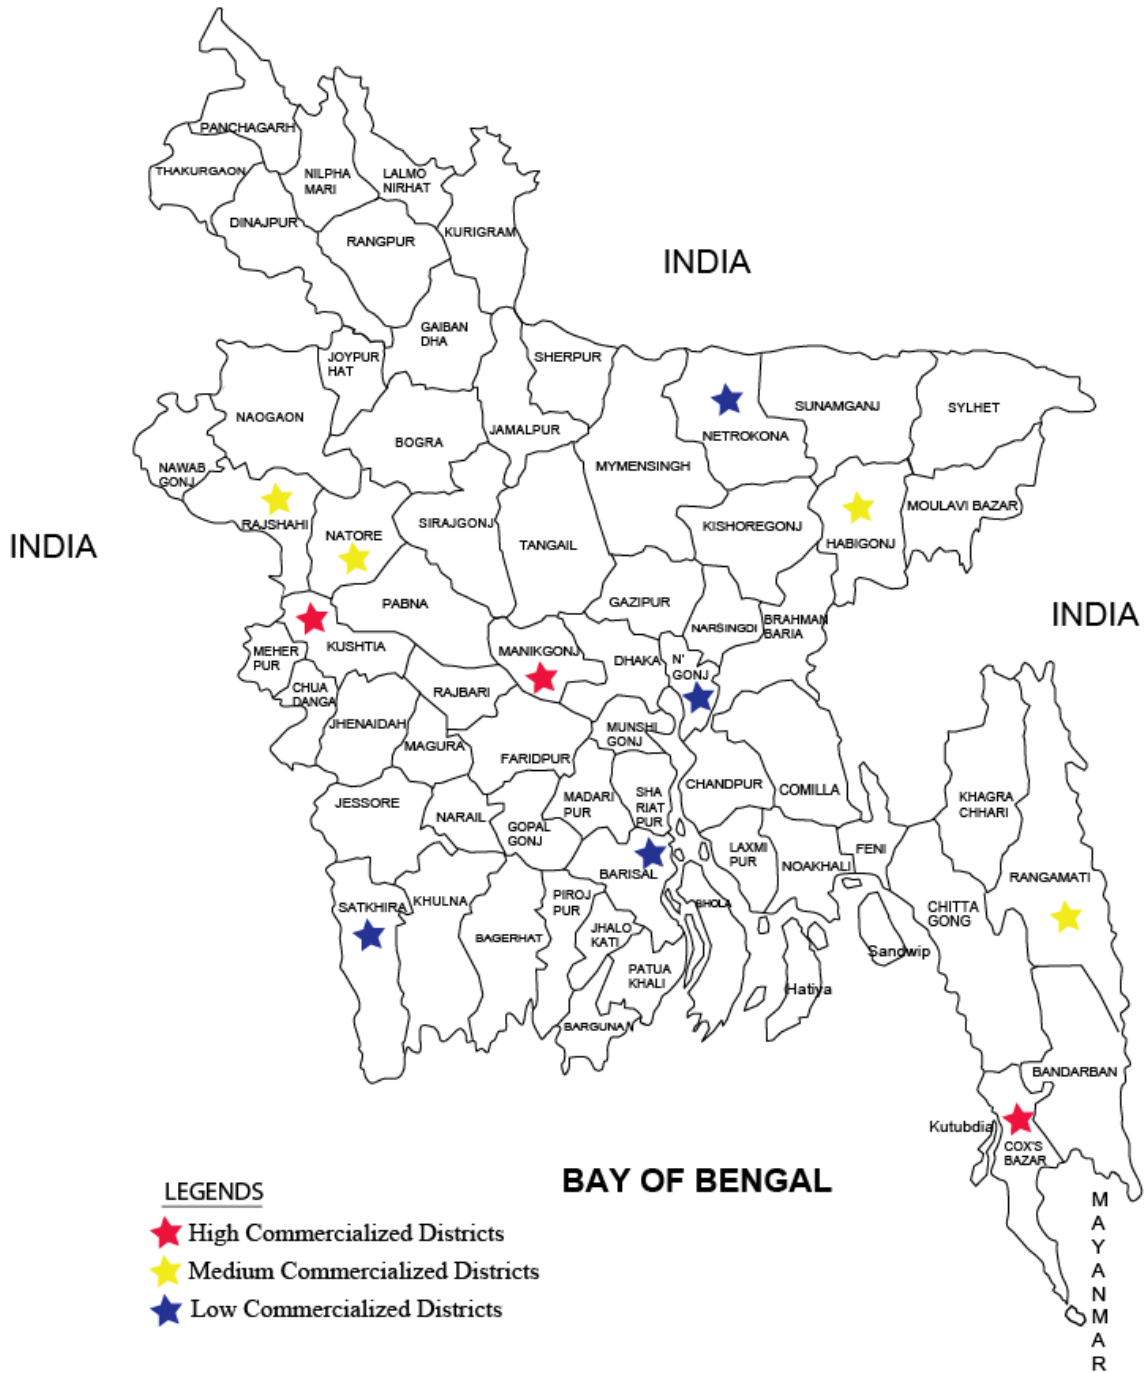 PANCHAGARH
THAKURGAON
NILPHA
MARI
LALMO
NIRHAT
DINAJPUR
RANGPUR
KURIGRAM
INDIA
GAIBAN
DHA
JOYPUR
HAT
SHERPUR
NAOGAON
BOGRA
JAMALPUR
NETROKONA
SUNAMGANJ
SYLHET
NAWAB
GONJ
MYMENSINGH
RAJSHAHI
NATORE
SIRAJGONJ
TANGAIL
KISHOREGONJ
HABIGONJ
MOULAVI BAZAR
INDIA
PABNA
GAZIPUR
NARSINGDI
BRAHMAN
BARIA
INDIA
MEHER
PUR
KUSHTIA
MANIKGONJ
DHAKA
N'
GONJ
CHUA
DANGA
RAJBARI
JHENAIDAH
MAGURA
FARIDPUR
MUNSHI
GONJ
JESSORE
NARAIL
GOPAL
GONJ
MADARI
PUR
SHA
RIAT
PUR
CHANDPUR
COMILLA
KHAGRA
CHHARI
LAXMI
PUR
NOAKHALI
FENI
BARISAL
RANGAMATI
SATKHIRA
KHULNA
BAGERHAT
PIROJ
PUR
JHALO
KATI
BHOLA
CHITTA
GONG
PATUA
KHALI
Sandwip
Hatiya
BARGUNAN
BANDARBAN
Kutubdia
COX'S
BAZAR
BAY OF BENGAL
M
A
Y
A
N
M
A
R
LEGENDS
High Commercialized Districts
Medium Commercialized Districts
Low Commercialized Districts